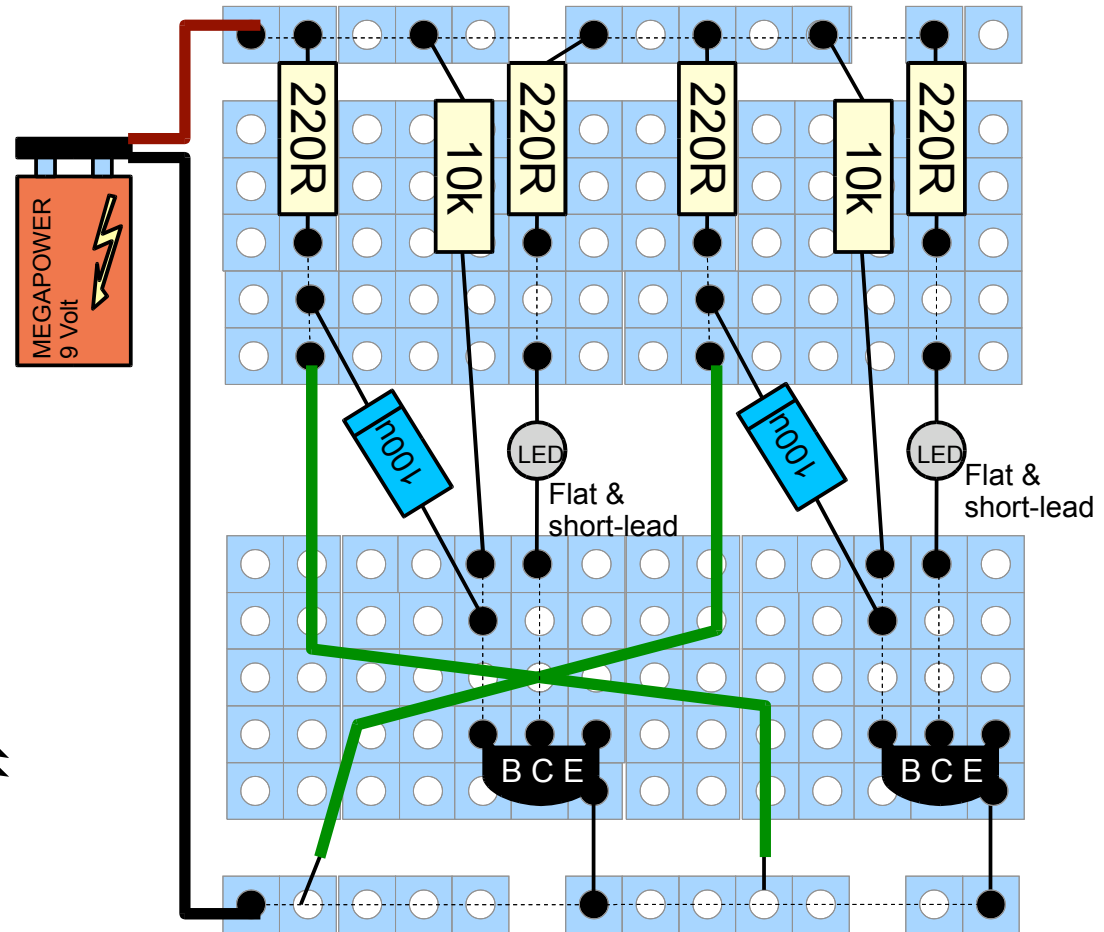 MEGAPOWER
9 Volt
220R
10k
220R
220R
10k
220R
100u
LED
Flat &
short-lead
100u
LED
Flat &
short-lead
B C E
B C E